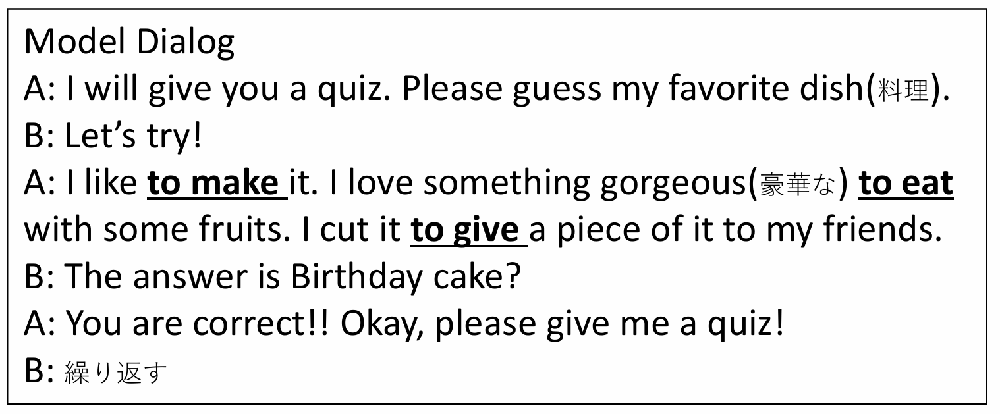 Model Dialog
A: I will give you a quiz. Please guess my favorite dish(料理).
B: Let’s try!
A: I like to make it. I love something gorgeous(豪華な) to eat
with some fruits. I cut it to give a piece of it to my friends.
B: The answer is Birthday cake?
A: You are correct!! Okay, please give me a quiz!
B: 繰り返す